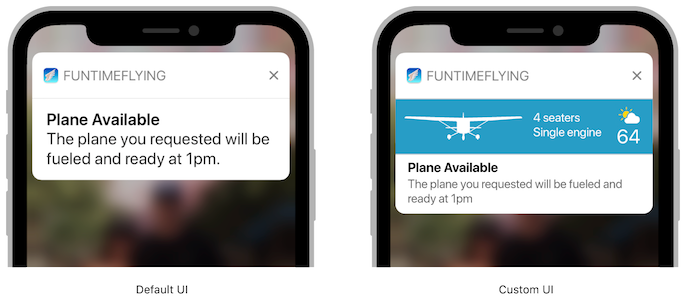 FUNTIMEFLYING
Plane Available
The plane you requested will be
fueled and ready at 1pm.
Default UI
FUNTIMEFLYING
4 seaters
Single engine
64
Plane Available
The plane you requested will be fueled and
ready at 1pm
Custom UI